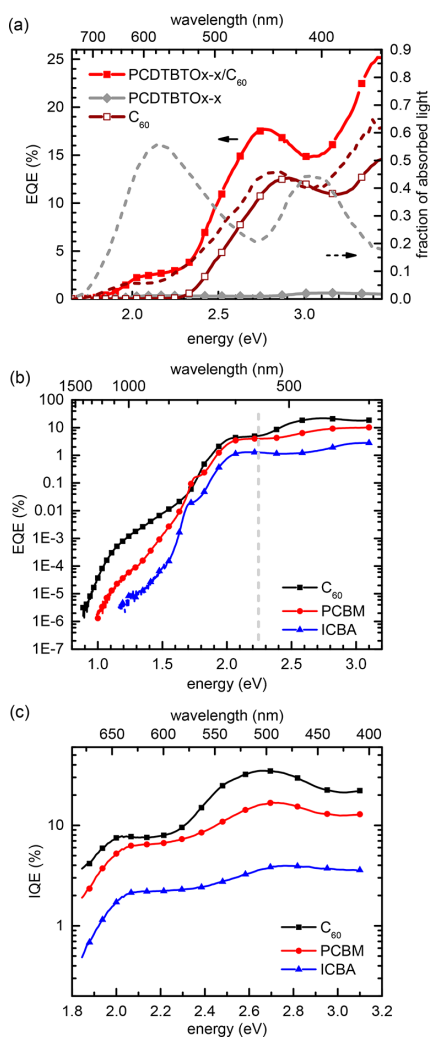 wavelength (nm)
(a)
700 600 500 400
PCDTBTOx-x/C60
PCDTBTOx-x
C60
EQE (%)
25
20
15
10
5
0
0.9
0.8
0.7
0.6
0.5
0.4
0.3
0.2
0.1
0.0
fraction of absorbed light
2.0 2.5 3.0
energy (eV)
(b)
wavelength (nm)
1500 1000 500
EQE (%)
100
10
1
0.1
0.01
1E-3
1E-4
1E-5
1E-6
1E-7
C60
PCBM
ICBA
1.0 1.5 2.0 2.5 3.0
energy (eV)
(c)
wavelength (nm)
650 600 550 500 450 400
IQE (%)
10
1
C60
PCBM
ICBA
1.8 2.0 2.2 2.4 2.6 2.8 3.0 3.2
energy (eV)